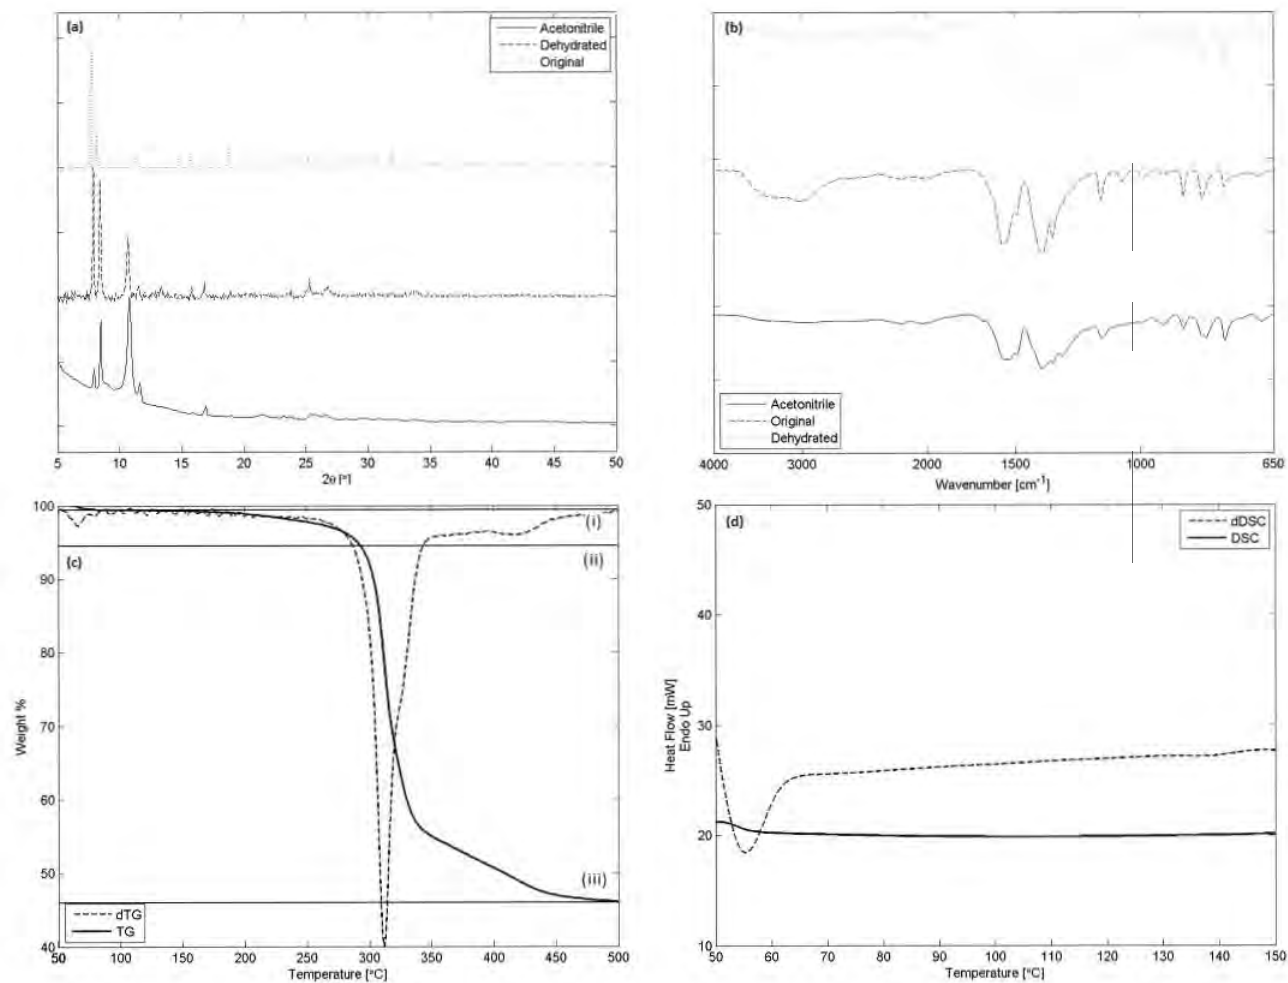 (a)
Acetonitrile
Dehydrated
Original
5 10 15 20 25 30 35 40 45 50
2θ [°]
(b)
Acetonitrile
Original
Dehydrated
4000 3000 2000 1500 1000 650
Wavenumber [cm-1]
100
90
80
70
60
50
40
Weight %
(c)
(i)
(ii)
(iii)
dTG
TG
50 100 150 200 250 300 350 400 450 500
Temperature [°C]
50
40
30
20
10
Heat Flow [mW]
Endo Up
(d)
dDSC
DSC
50 60 70 80 90 100 110 120 130 140 150
Temperature [°C]